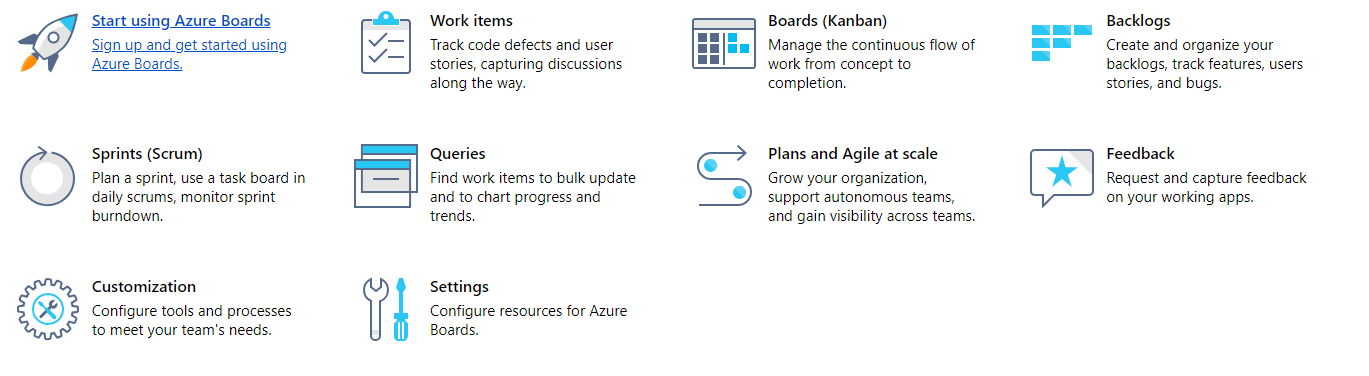 Start using Azure Boards
Sign up and get started using
Azure Boards.
Work items
Track code defects and user
stories, capturing discussions
along the way.
Boards (Kanban)
Manage the continuous flow of
work from concept to
completion.
Backlogs
Create and organize your
backlogs, track features, users
stories, and bugs.
Sprints (Scrum)
Plan a sprint, use a task board in
daily scrums, monitor sprint
burndown.
Queries
Find work items to bulk update
and to chart progress and
trends.
Plans and Agile at scale
Grow your organization,
support autonomous teams,
and gain visibility across teams.
Feedback
Request and capture feedback
on your working apps.
Customization
Configure tools and processes
to meet your team's needs.
Settings
Configure resources for Azure
Boards.